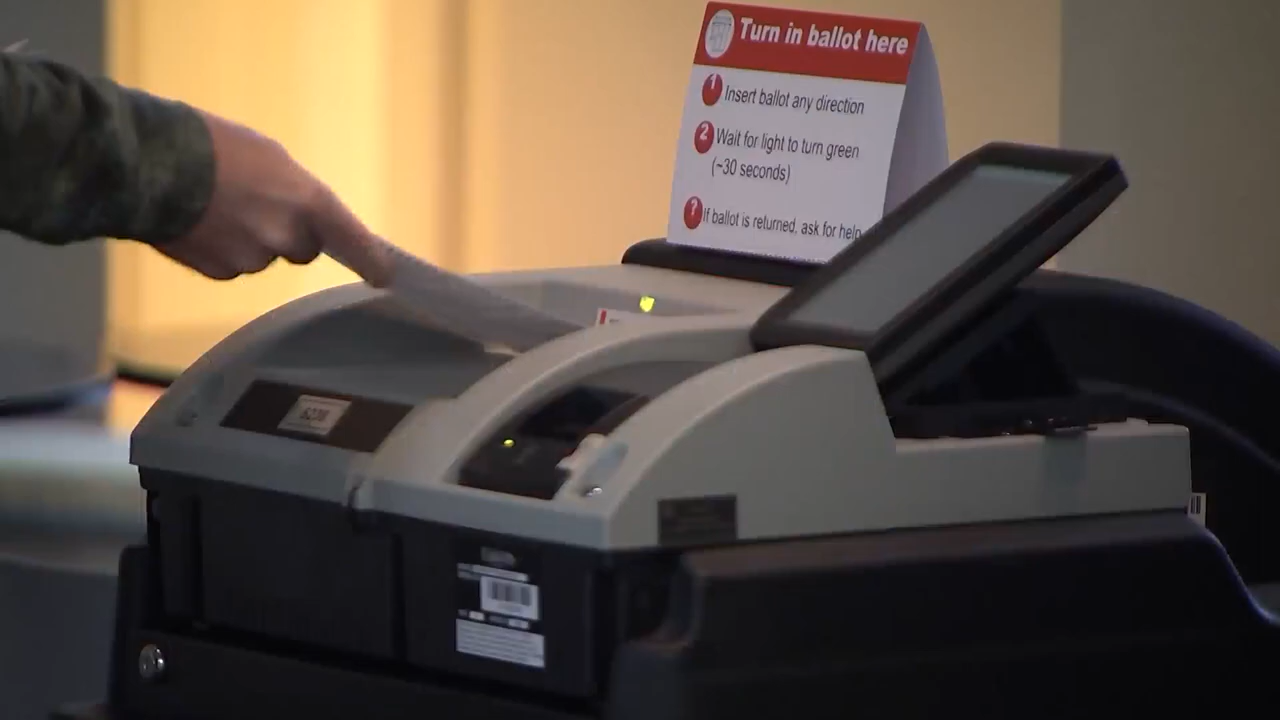 Turn in ballot here
1 Insert ballot any direction
2 Wait for light to turn green
(~30 seconds)
? If ballot is returned, ask for help